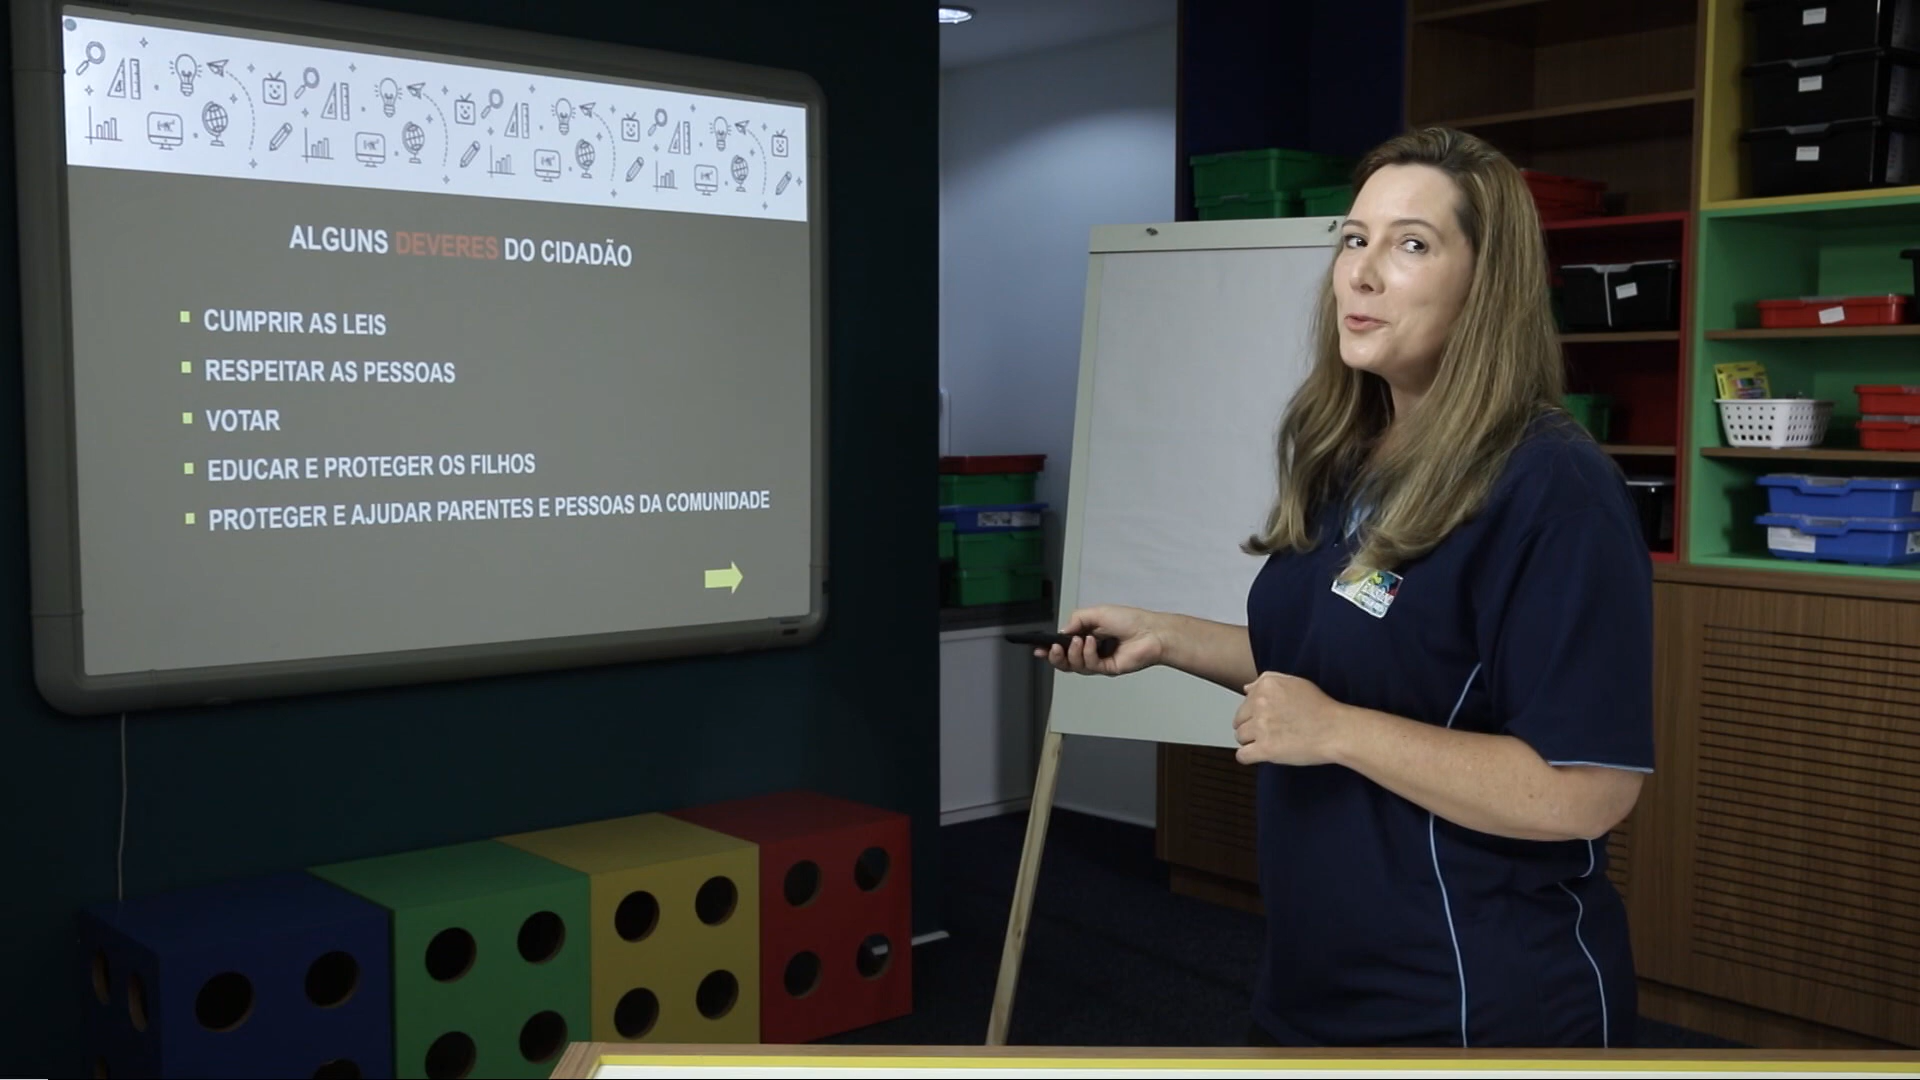 ALGUNS DEVERES DO CIDADÃO
CUMPRIR AS LEIS
RESPEITAR AS PESSOAS
VOTAR
EDUCAR E PROTEGER OS FILHOS
PROTEGER E AJUDAR PARENTES E PESSOAS DA COMUNIDADE